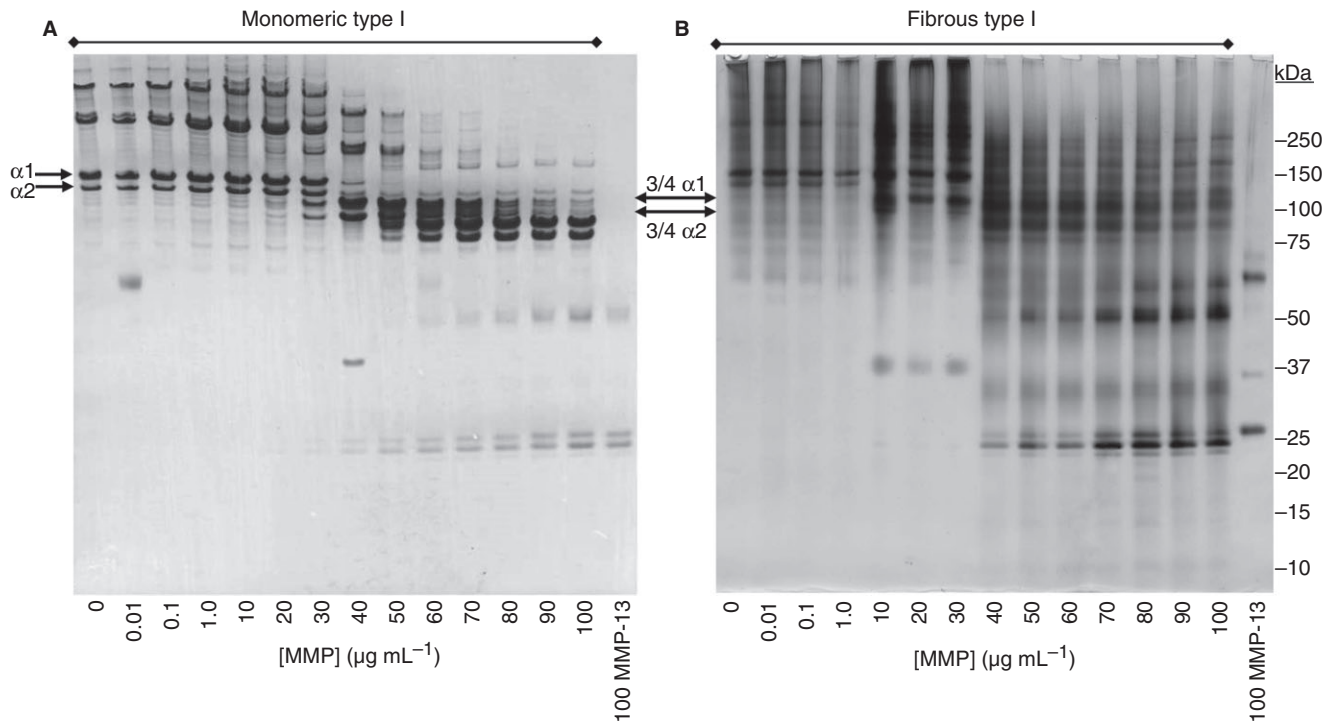 A
Monomeric type I
α1
α2
0
0.01
0.1
1.0
10
20
30
40
50
60
70
80
90
100
100 MMP-13
[MMP] (µg mL–1)
3/4 α1
3/4 α2
B
Fibrous type I
kDa
–250
–150
–100
–75
–50
–37
–25
–20
–15
–10
0
0.01
0.1
1.0
10
20
30
40
50
60
70
80
90
100
100 MMP-13
[MMP] (µg mL–1)